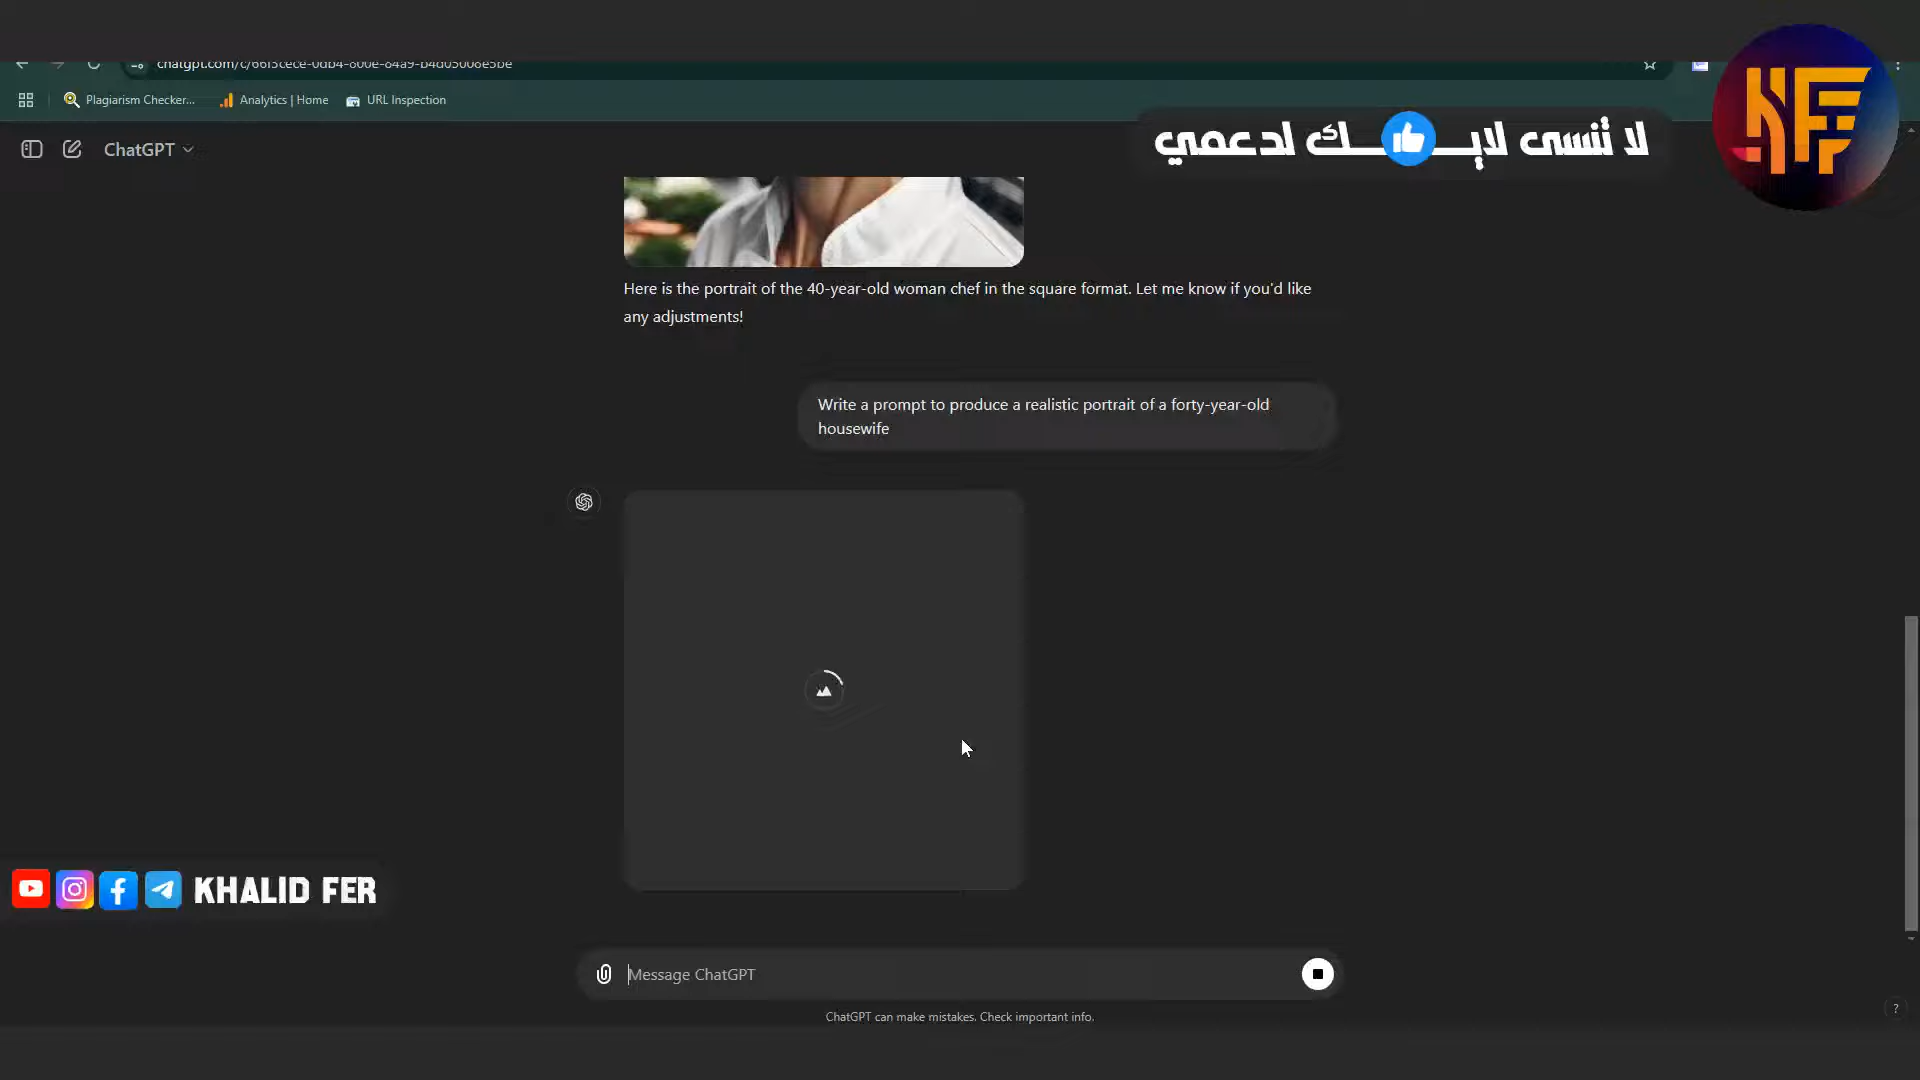 Plagiarism Checker...
Analytics | Home
URL Inspection
لا تنسى لايـــك لدعمي
KF
ChatGPT
Here is the portrait of the 40-year-old woman chef in the square format. Let me know if you'd like
any adjustments!
Write a prompt to produce a realistic portrait of a forty-year-old
housewife
KHALID FER
Message ChatGPT
ChatGPT can make mistakes. Check important info.
?